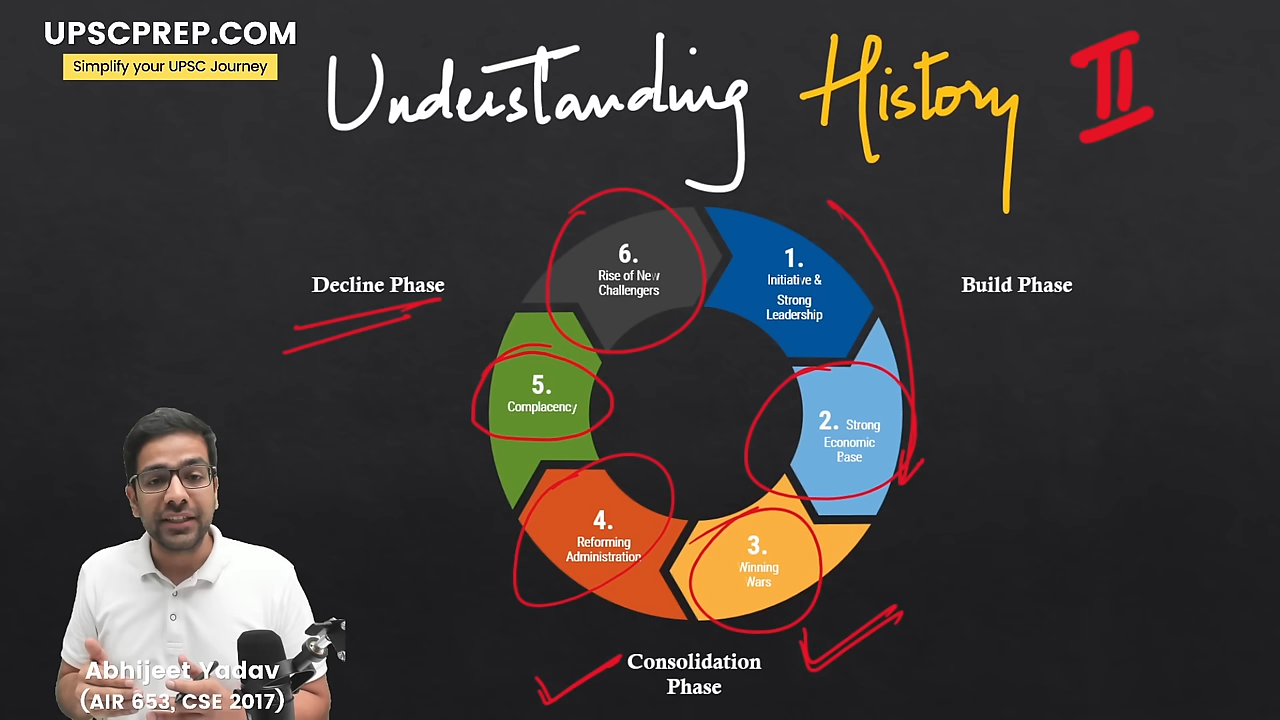 UPSCPREP.COM
Simplify your UPSC Journey
Understanding History II
Decline Phase
Build Phase
6.
Rise of New
Challengers
1.
Initiative &
Strong
Leadership
5.
Complacency
2. Strong
Economic
Base
4.
Reforming
Administration
3.
Winning
Wars
Consolidation
Phase
Abhijeet Yadav
(AIR 653, CSE 2017)